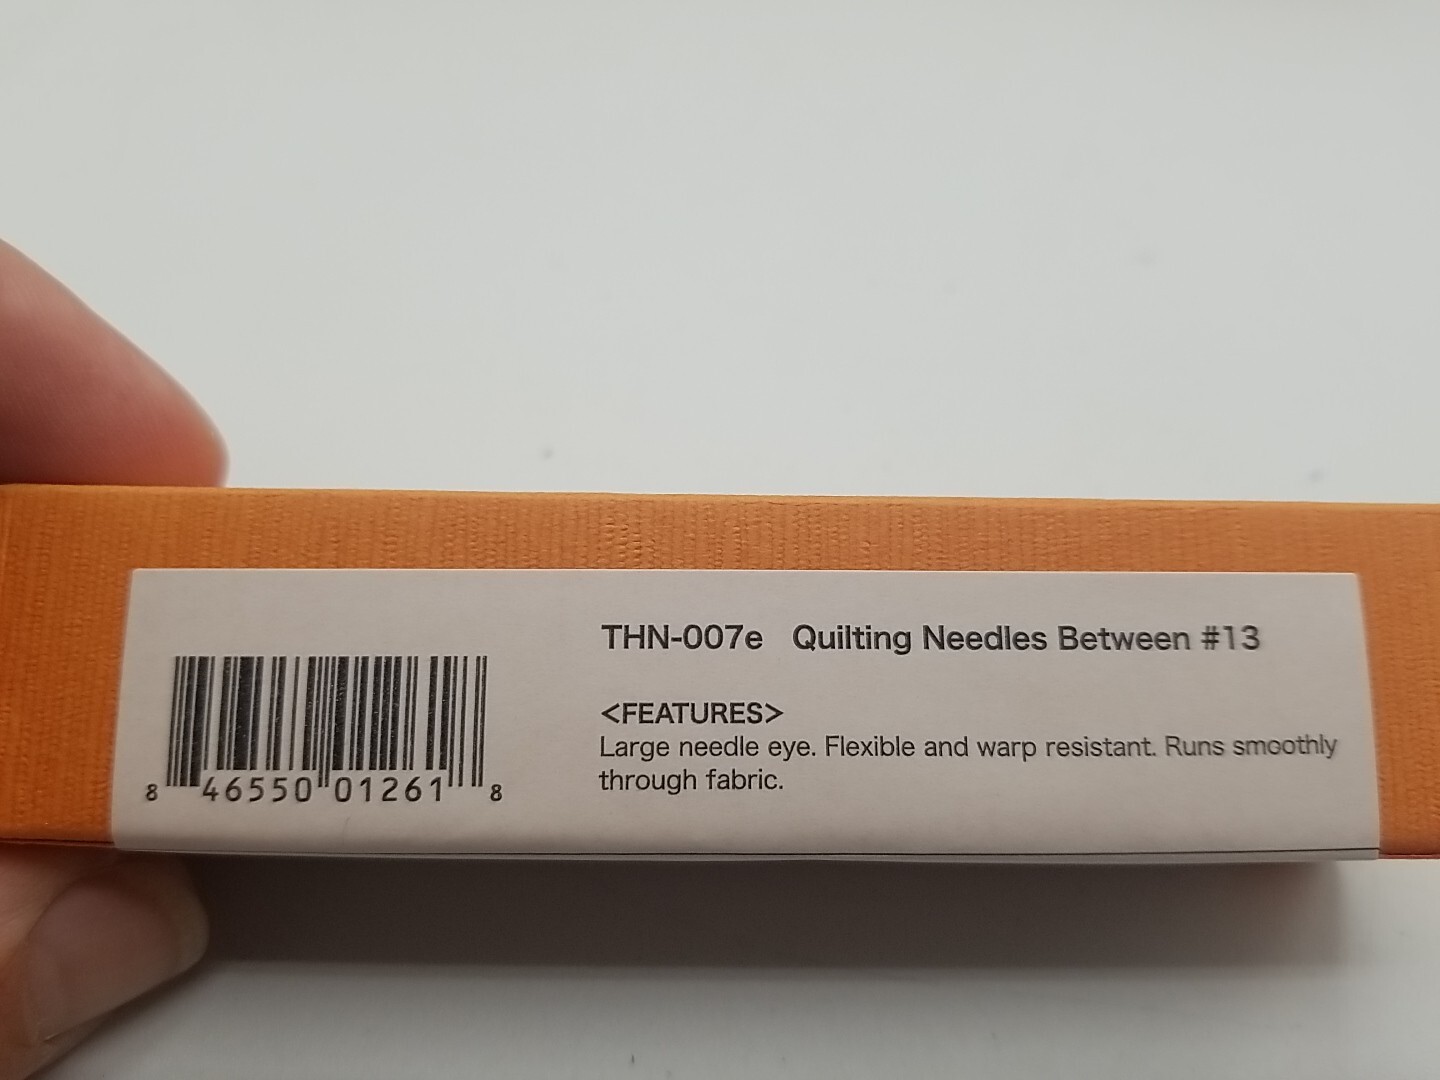 THN-007e Quilting Needles Between #13
<FEATURES>
Large needle eye. Flexible and warp resistant. Runs smoothly
through fabric.
8 46550 01261 8